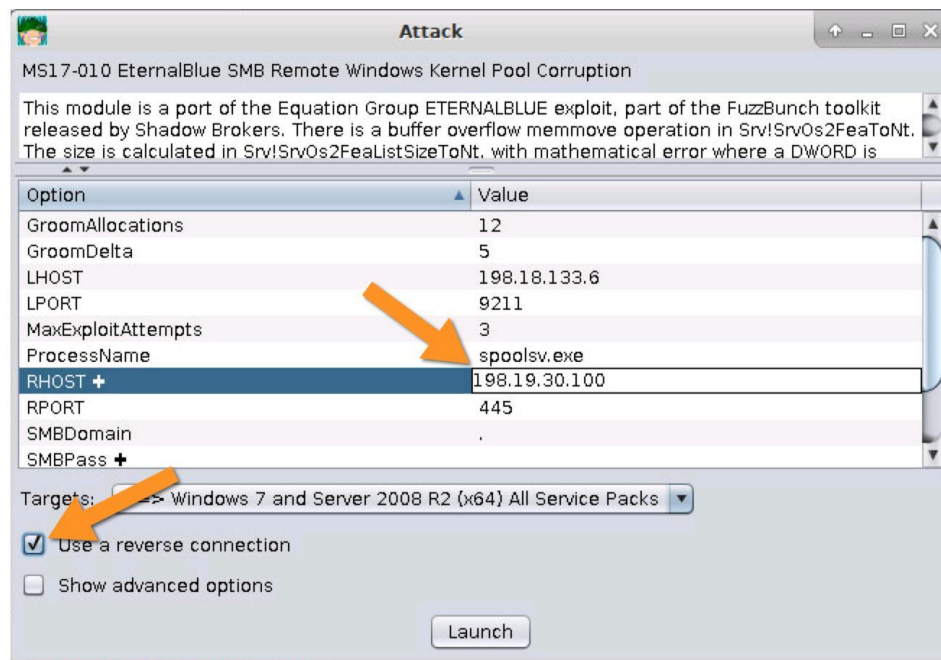 Attack
MS17-010 EternalBlue SMB Remote Windows Kernel Pool Corruption
This module is a port of the Equation Group ETERNALBLUE exploit, part of the FuzzBunch toolkit
released by Shadow Brokers. There is a buffer overflow memmove operation in Srv!SrvOs2FeaToNt.
The size is calculated in Srv!SrvOs2FeaListSizeToNt, with mathematical error where a DWORD is
Option Value
GroomAllocations 12
GroomDelta 5
LHOST 198.18.133.6
LPORT 9211
MaxExploitAttempts 3
ProcessName spoolsv.exe
RHOST + 198.19.30.100
RPORT 445
SMBDomain .
SMBPass +
Targets: => Windows 7 and Server 2008 R2 (x64) All Service Packs
Use a reverse connection
Show advanced options
Launch